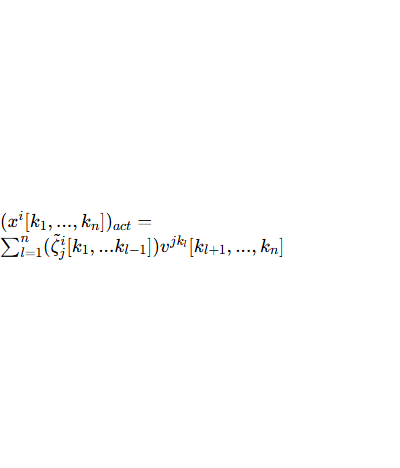 $(x^i[k_1, ..., k_n])_{act} =$
$\sum_{l=1}^{n} (\tilde{\zeta}^i_j[k_1, ...k_{l-1}])v^{jk_l}[k_{l+1}, ..., k_n]$